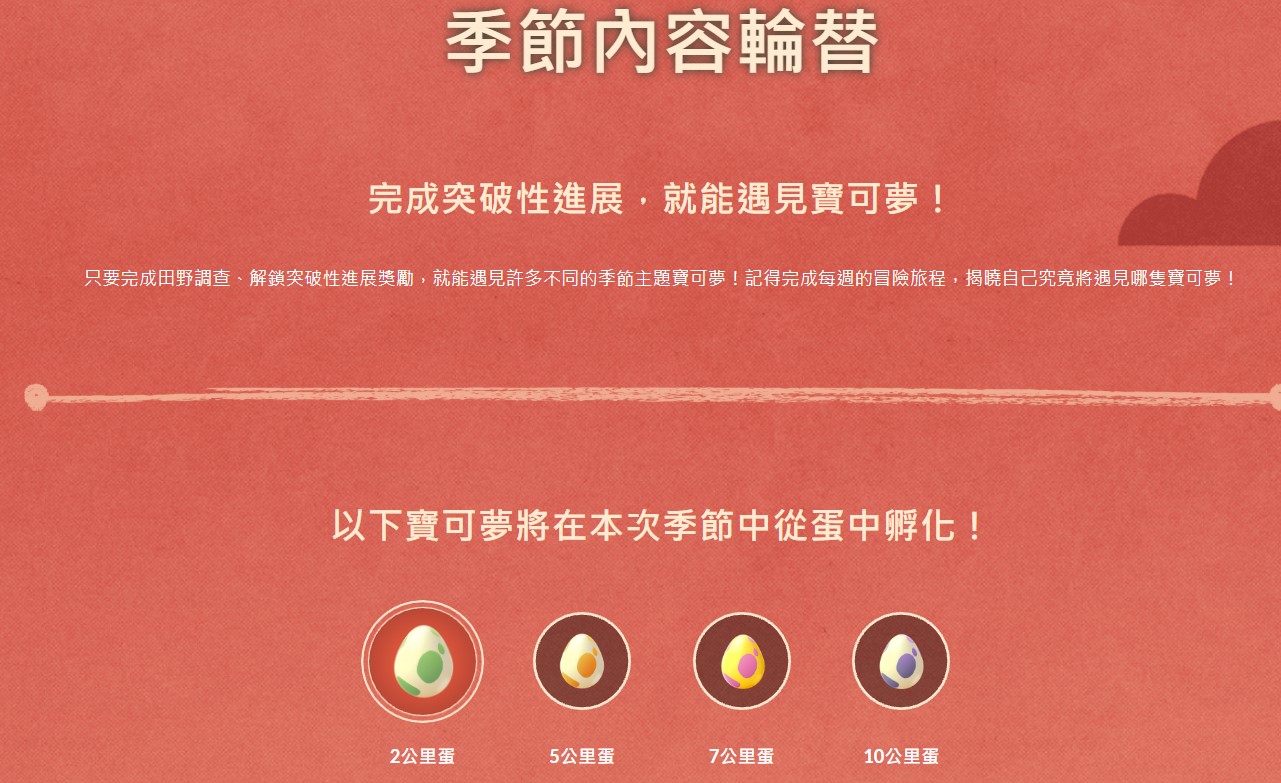 季節內容輪替
完成突破性進展，就能遇見寶可夢！
只要完成田野調查、解鎖突破性進展獎勵，就能遇見許多不同的季節主題寶可夢！記得完成每週的冒險旅程，揭曉自己究竟將遇見哪隻寶可夢！
以下寶可夢將在本次季節中從蛋中孵化！
2公里蛋 5公里蛋 7公里蛋 10公里蛋